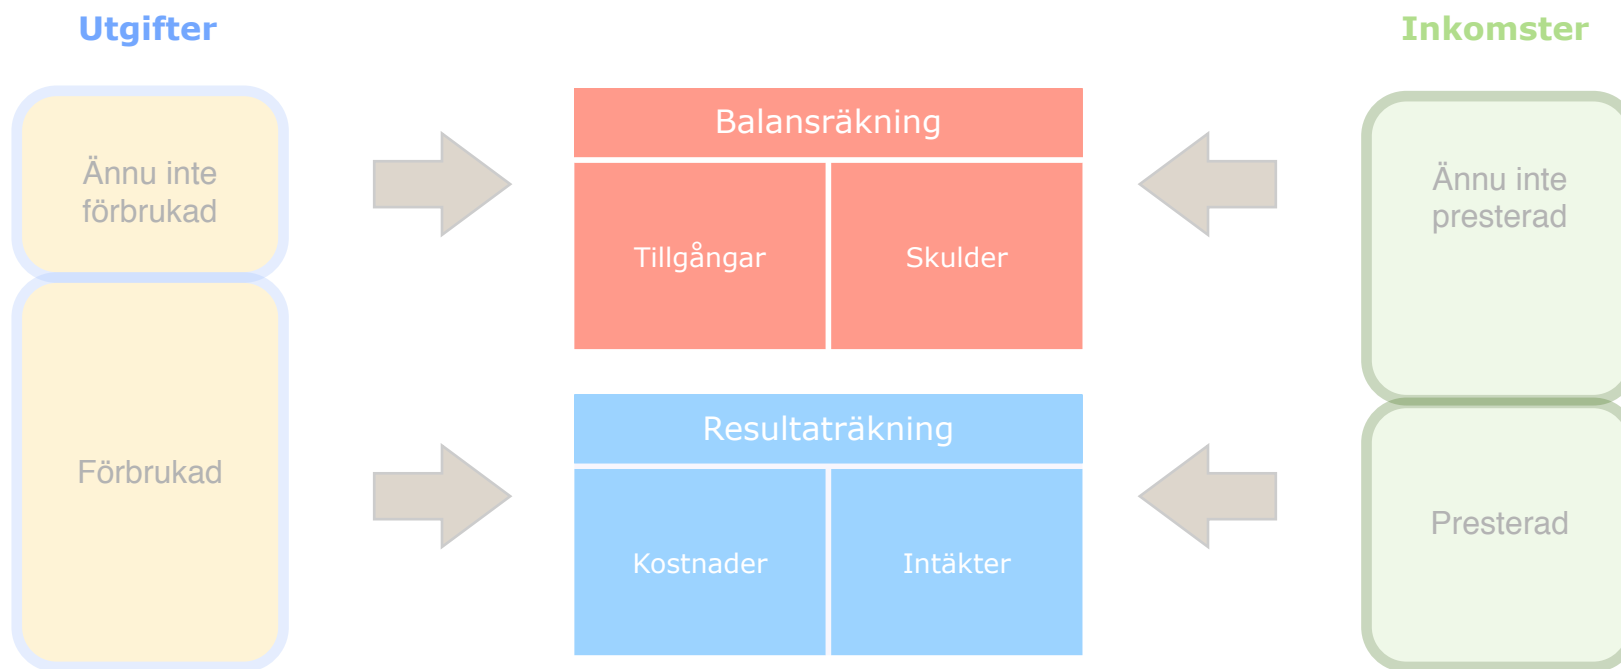 Utgifter
Inkomster
Ännu inte
förbrukad
Förbrukad
Balansräkning
Tillgångar
Skulder
Resultaträkning
Kostnader
Intäkter
Ännu inte
presterad
Presterad